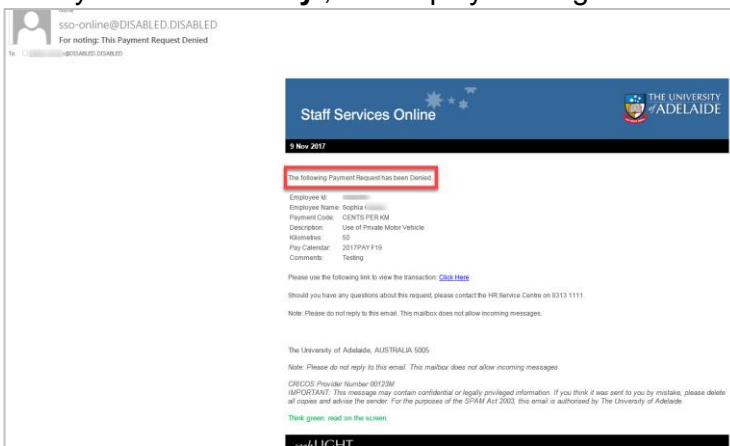 sso-online@DISABLED.DISABLED
For noting: This Payment Request Denied
To
@DISABLED.DISABLED
Staff Services Online
THE UNIVERSITY
of ADELAIDE
9 Nov 2017
The following Payment Request has been Denied.
Employee Id:
Employee Name: Sophia
Payment Code: CENTS PER KM
Description: Use of Private Motor Vehicle
Kilometres: 50
Pay Calendar: 2017PAY F19
Comments: Testing
Please use the following link to view the transaction: Click Here
Should you have any questions about this request, please contact the HR Service Centre on 8313 1111.
Note: Please do not reply to this email. This mailbox does not allow incoming messages.
The University of Adelaide, AUSTRALIA 5005
Note: Please do not reply to this email. This mailbox does not allow incoming messages
CRICOS Provider Number 00123M
IMPORTANT: This message may contain confidential or legally privileged information. If you think it was sent to you by mistake, please delete
all copies and advise the sender. For the purposes of the SPAM Act 2003, this email is authorised by The University of Adelaide.
Think green: read on the screen.
LIGHT